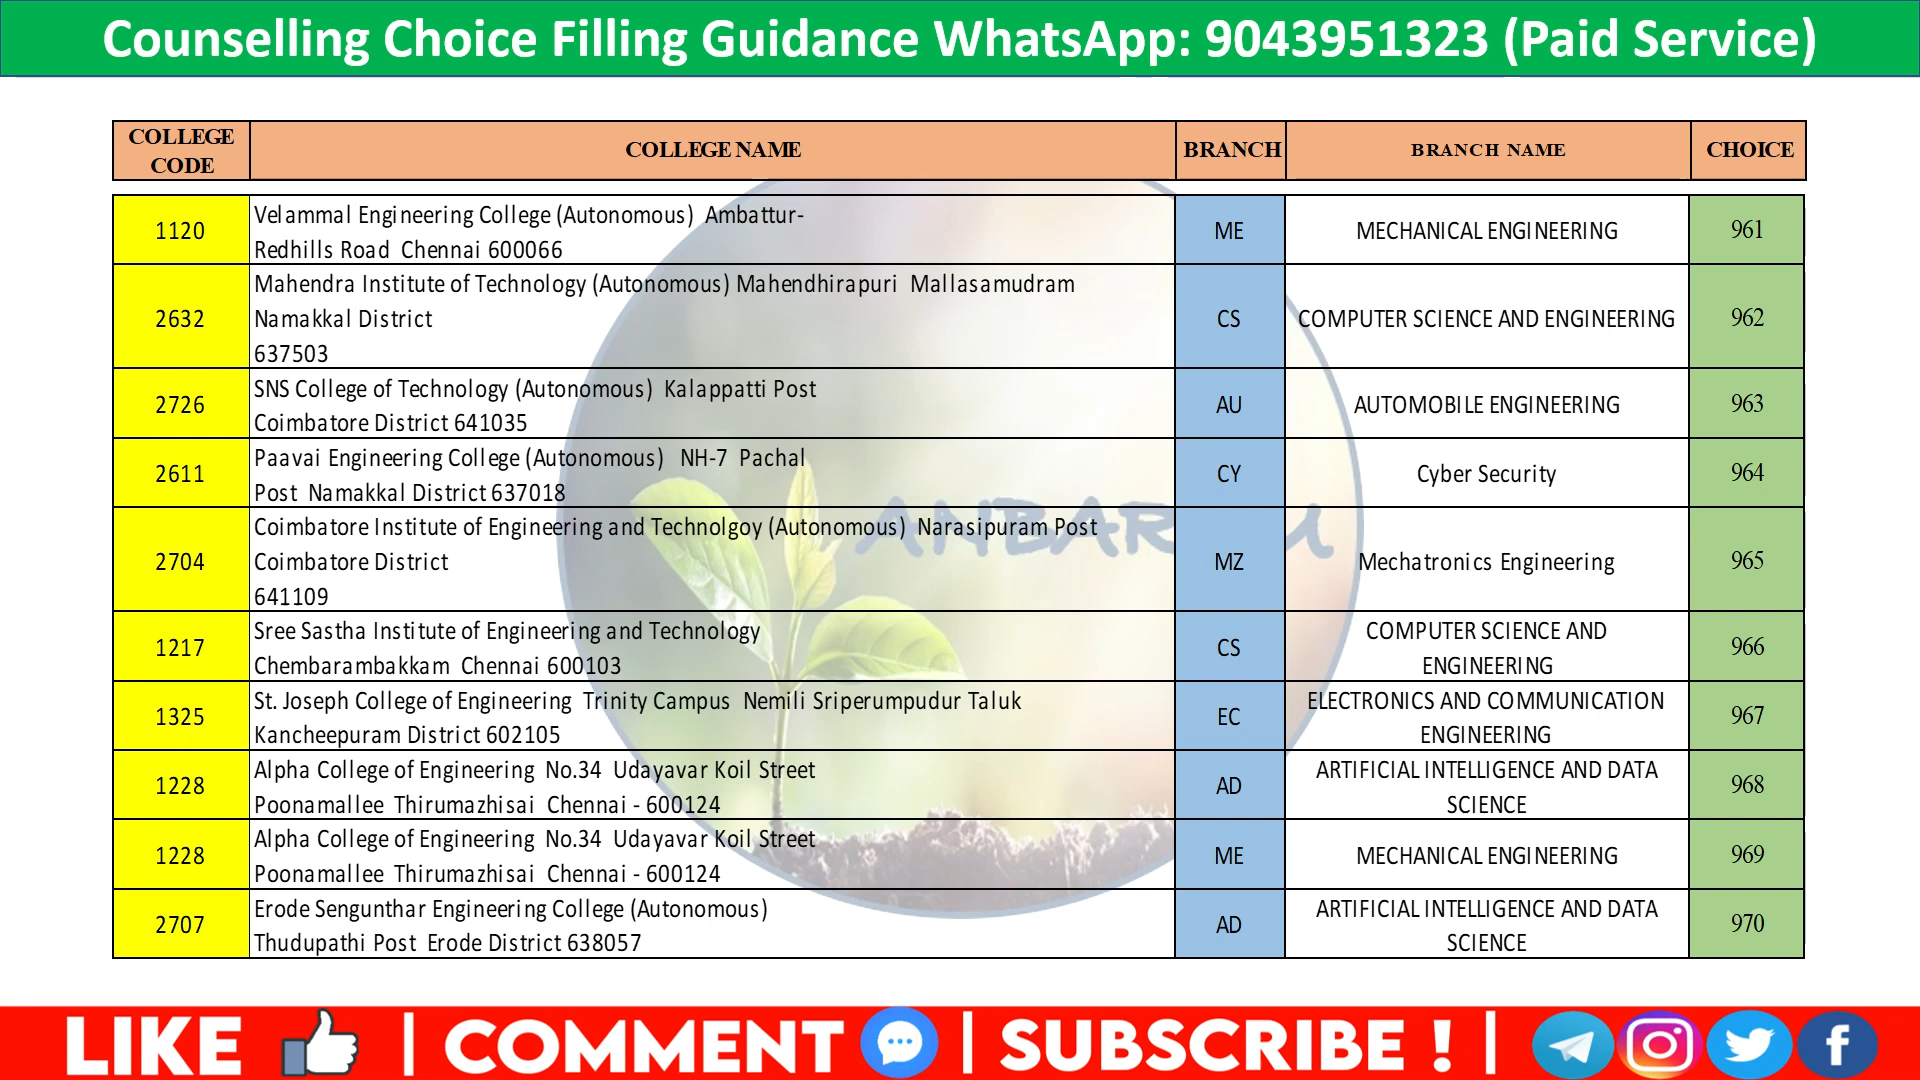 Counselling Choice Filling Guidance WhatsApp: 9043951323 (Paid Service)
COLLEGE CODE COLLEGE NAME BRANCH BRANCH NAME CHOICE
1120 Velammal Engineering College (Autonomous) Ambattur-
Redhills Road Chennai 600066 ME MECHANICAL ENGINEERING 961
2632 Mahendra Institute of Technology (Autonomous) Mahendhirapuri Mallasamudram
Namakkal District
637503 CS COMPUTER SCIENCE AND ENGINEERING 962
2726 SNS College of Technology (Autonomous) Kalappatti Post
Coimbatore District 641035 AU AUTOMOBILE ENGINEERING 963
2611 Paavai Engineering College (Autonomous) NH-7 Pachal
Post Namakkal District 637018 CY Cyber Security 964
2704 Coimbatore Institute of Engineering and Technolgoy (Autonomous) Narasipuram Post
Coimbatore District
641109 MZ Mechatronics Engineering 965
1217 Sree Sastha Institute of Engineering and Technology
Chembarambakkam Chennai 600103 CS COMPUTER SCIENCE AND
ENGINEERING 966
1325 St. Joseph College of Engineering Trinity Campus Nemili Sriperumpudur Taluk
Kancheepuram District 602105 EC ELECTRONICS AND COMMUNICATION
ENGINEERING 967
1228 Alpha College of Engineering No.34 Udayavar Koil Street
Poonamallee Thirumazhisai Chennai - 600124 AD ARTIFICIAL INTELLIGENCE AND DATA
SCIENCE 968
1228 Alpha College of Engineering No.34 Udayavar Koil Street
Poonamallee Thirumazhisai Chennai - 600124 ME MECHANICAL ENGINEERING 969
2707 Erode Sengunthar Engineering College (Autonomous)
Thudupathi Post Erode District 638057 AD ARTIFICIAL INTELLIGENCE AND DATA
SCIENCE 970
LIKE | COMMENT | SUBSCRIBE ! |